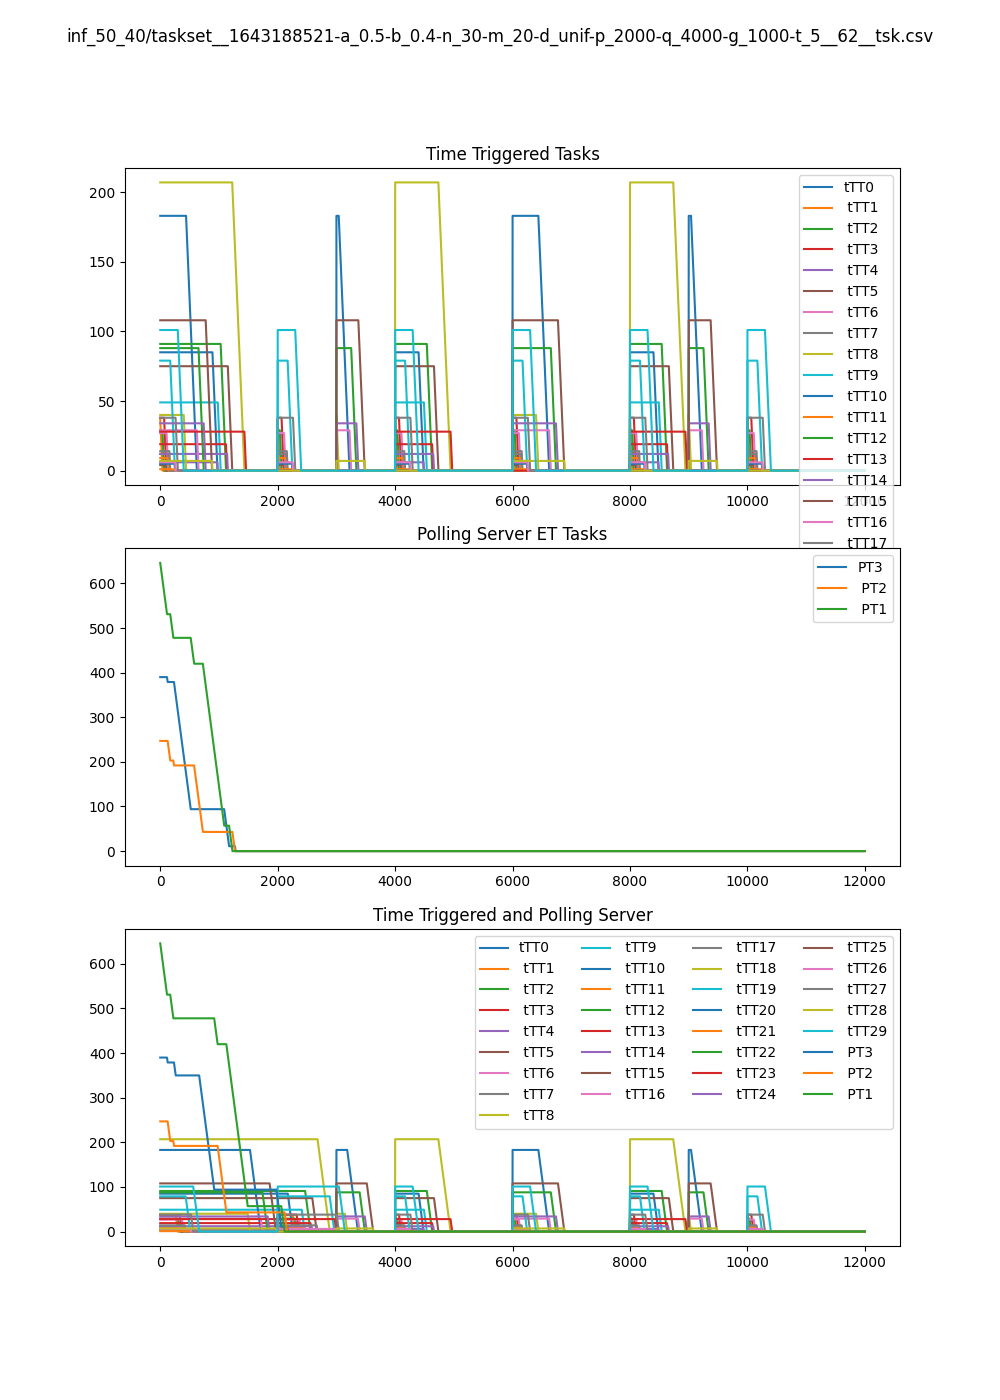 inf_50_40/taskset__1643188521-a_0.5-b_0.4-n_30-m_20-d_unif-p_2000-q_4000-g_1000-t_5__62__tsk.csv
Time Triggered Tasks
200
150
100
50
0
0 2000 4000 6000 8000 10000
tTT0
tTT1
tTT2
tTT3
tTT4
tTT5
tTT6
tTT7
tTT8
tTT9
tTT10
tTT11
tTT12
tTT13
tTT14
tTT15
tTT16
tTT17
Polling Server ET Tasks
600
500
400
300
200
100
0
0 2000 4000 6000 8000 10000 12000
PT3
PT2
PT1
Time Triggered and Polling Server
600
500
400
300
200
100
0
0 2000 4000 6000 8000 10000 12000
tTT0 tTT9 tTT17 tTT25
tTT1 tTT10 tTT18 tTT26
tTT2 tTT11 tTT19 tTT27
tTT3 tTT12 tTT20 tTT28
tTT4 tTT13 tTT21 tTT29
tTT5 tTT14 tTT22 PT3
tTT6 tTT15 tTT23 PT2
tTT7 tTT16 tTT24 PT1
tTT8